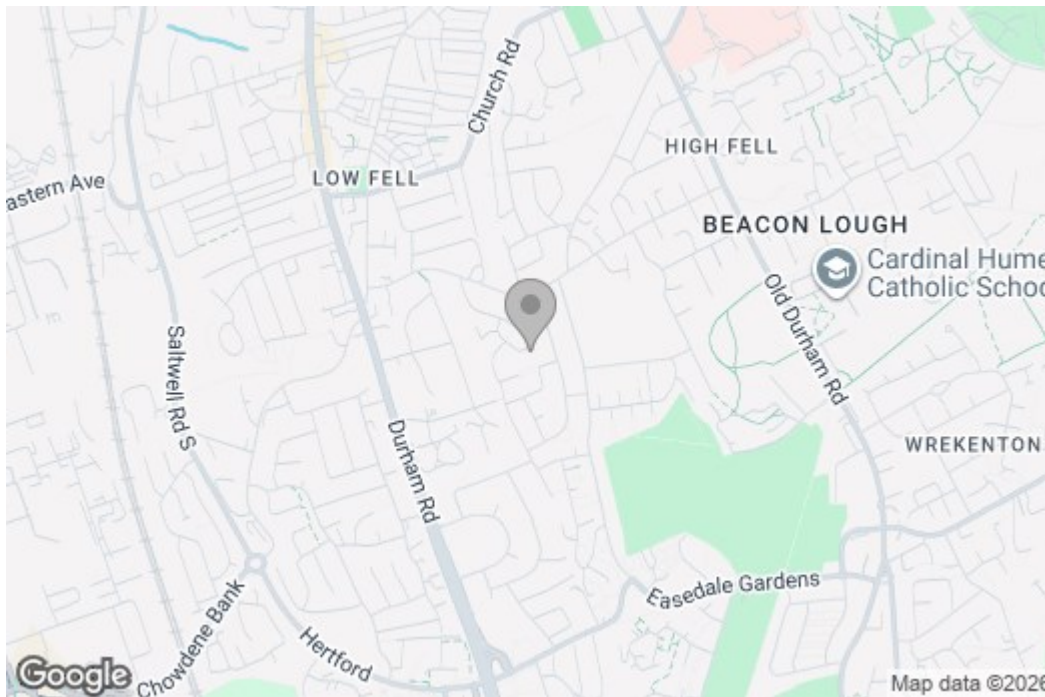 Church Rd
HIGH FELL
LOW FELL
astern Ave
BEACON LOUGH
Cardinal Hume
Catholic Schoo
Old Durham Rd
Saltwell Rd S
Durham Rd
WREKENTON
Easedale Gardens
Chowdene Bank
Hertford
Google
Map data ©2026